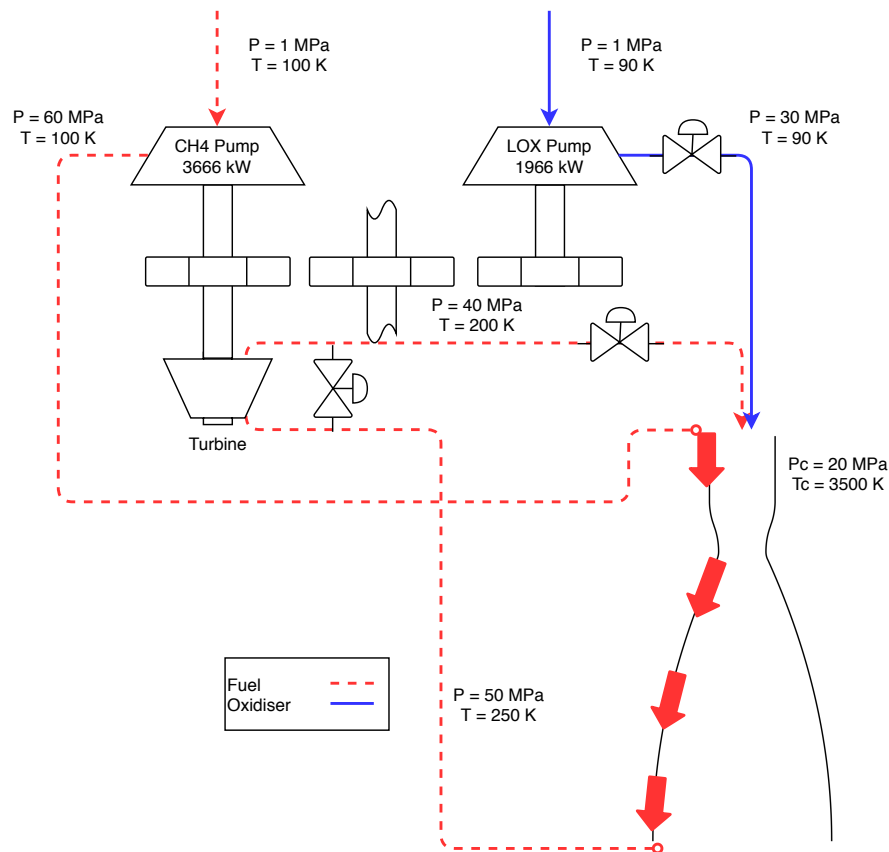 P = 1 MPa
T = 100 K
P = 1 MPa
T = 90 K
P = 60 MPa
T = 100 K
CH4 Pump
3666 kW
LOX Pump
1966 kW
P = 30 MPa
T = 90 K
P = 40 MPa
T = 200 K
Turbine
Pc = 20 MPa
Tc = 3500 K
Fuel
Oxidiser
P = 50 MPa
T = 250 K